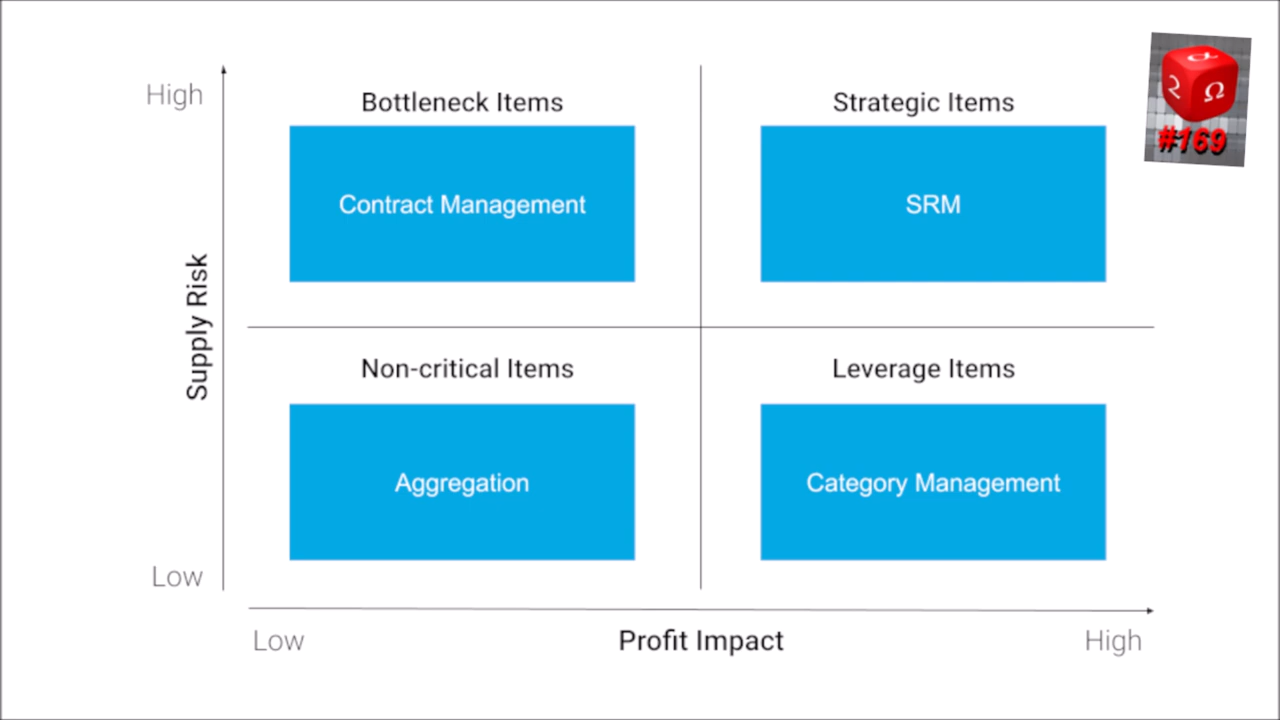 High
Bottleneck Items
Strategic Items
#169
Contract Management
SRM
Supply Risk
Non-critical Items
Leverage Items
Aggregation
Category Management
Low
Low
Profit Impact
High